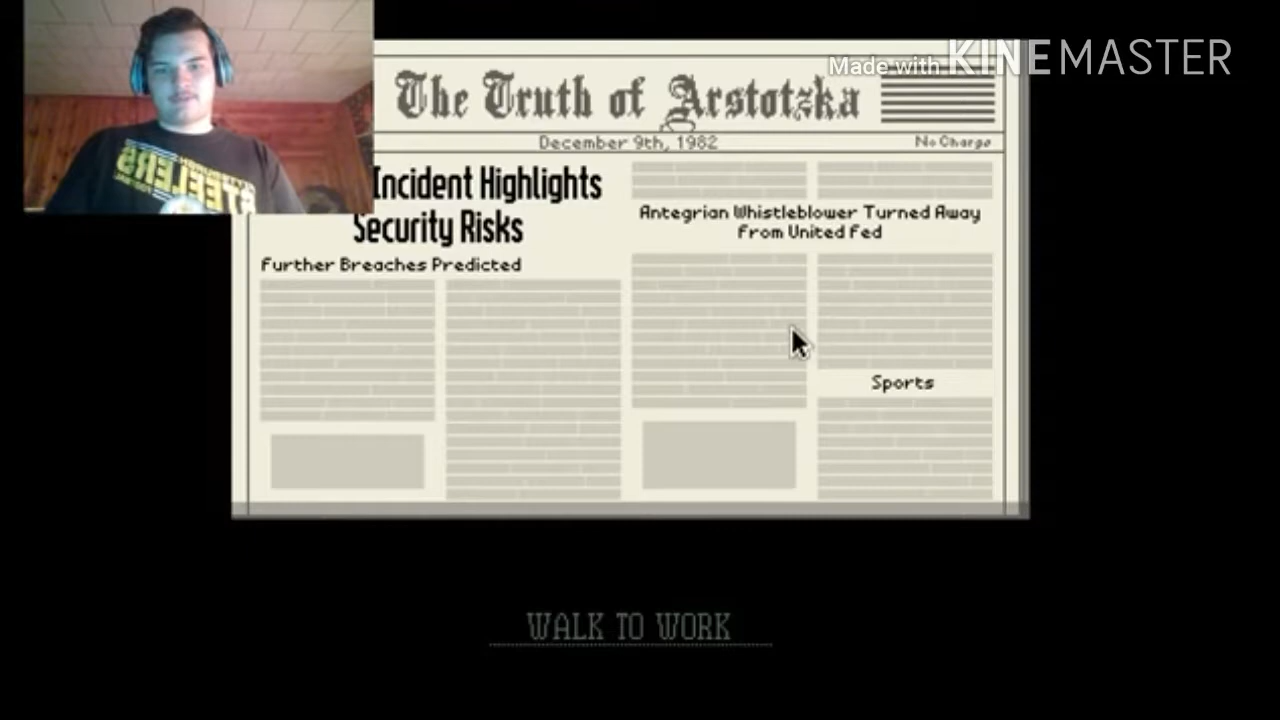 Made with KINEMASTER
STEELERS
The Truth of Arstotzka
December 9th, 1982
No Charge
Incident Highlights
Security Risks
Further Breaches Predicted
Antegrian Whistleblower Turned Away
From United Fed
Sports
WALK TO WORK